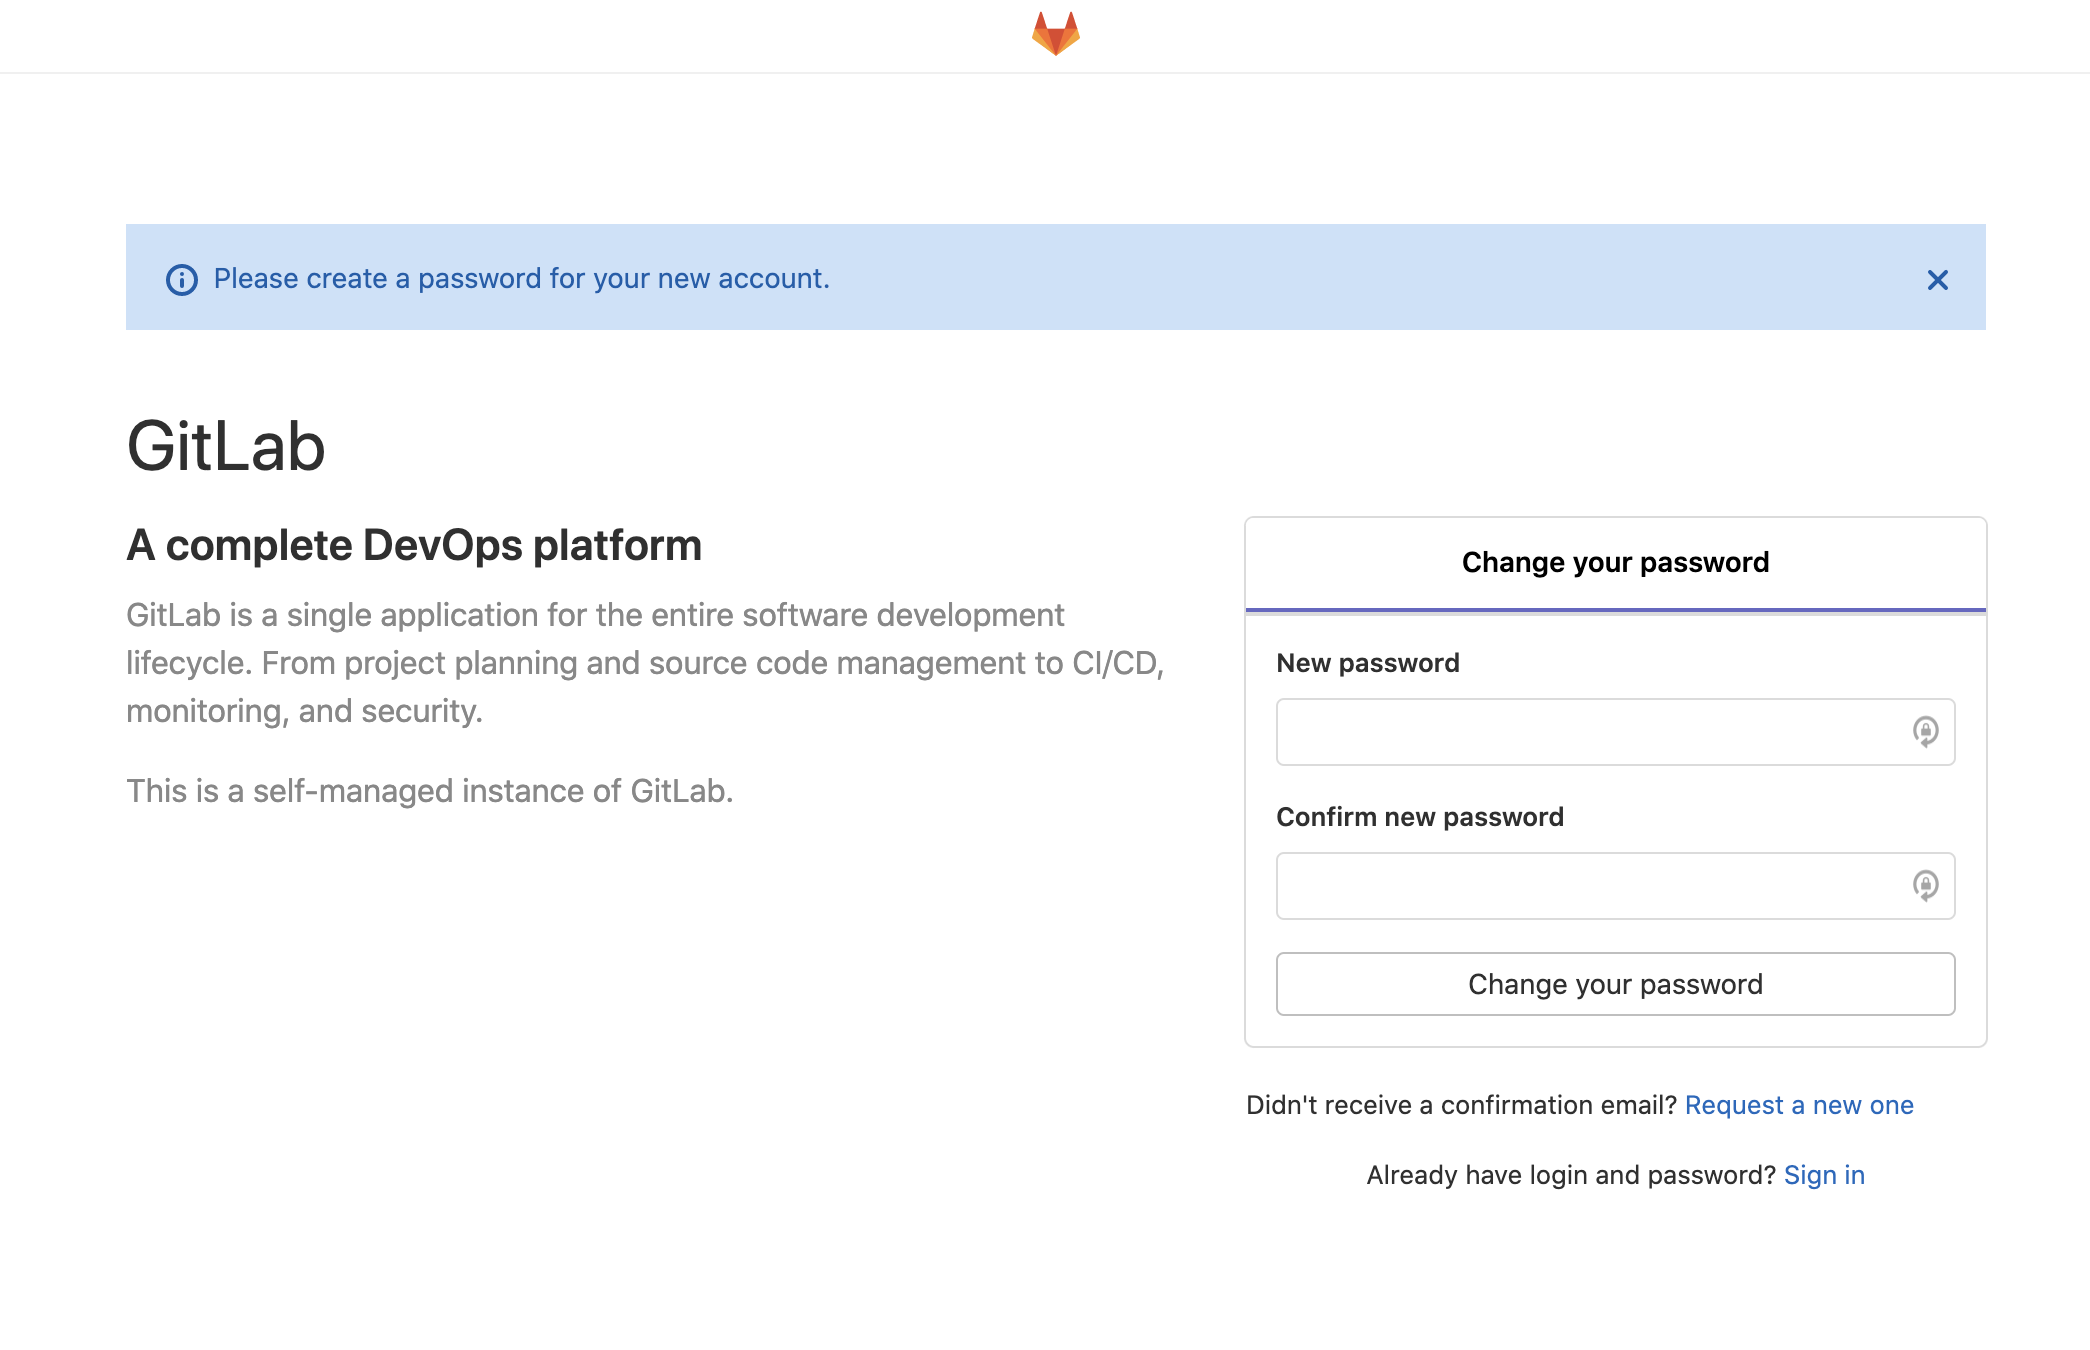 Please create a password for your new account.
GitLab
A complete DevOps platform
GitLab is a single application for the entire software development
lifecycle. From project planning and source code management to CI/CD,
monitoring, and security.
This is a self-managed instance of GitLab.
Change your password
New password
Confirm new password
Change your password
Didn't receive a confirmation email? Request a new one
Already have login and password? Sign in